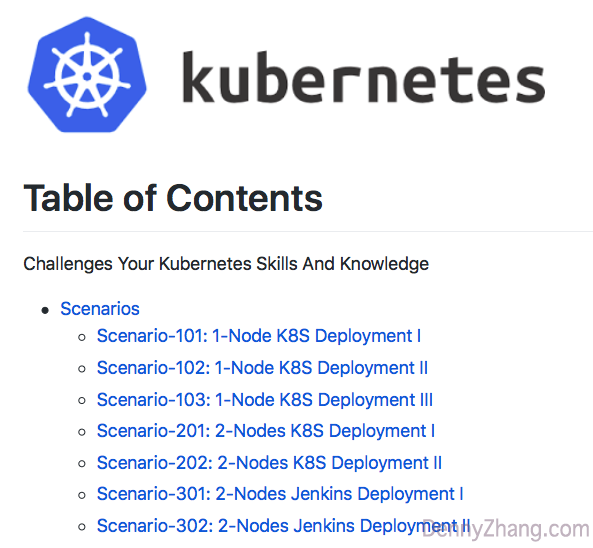 kubernetes
Table of Contents
Challenges Your Kubernetes Skills And Knowledge
Scenarios
Scenario-101: 1-Node K8S Deployment I
Scenario-102: 1-Node K8S Deployment II
Scenario-103: 1-Node K8S Deployment III
Scenario-201: 2-Nodes K8S Deployment I
Scenario-202: 2-Nodes K8S Deployment II
Scenario-301: 2-Nodes Jenkins Deployment I
Scenario-302: 2-Nodes Jenkins Deployment II
DennyZhang.com